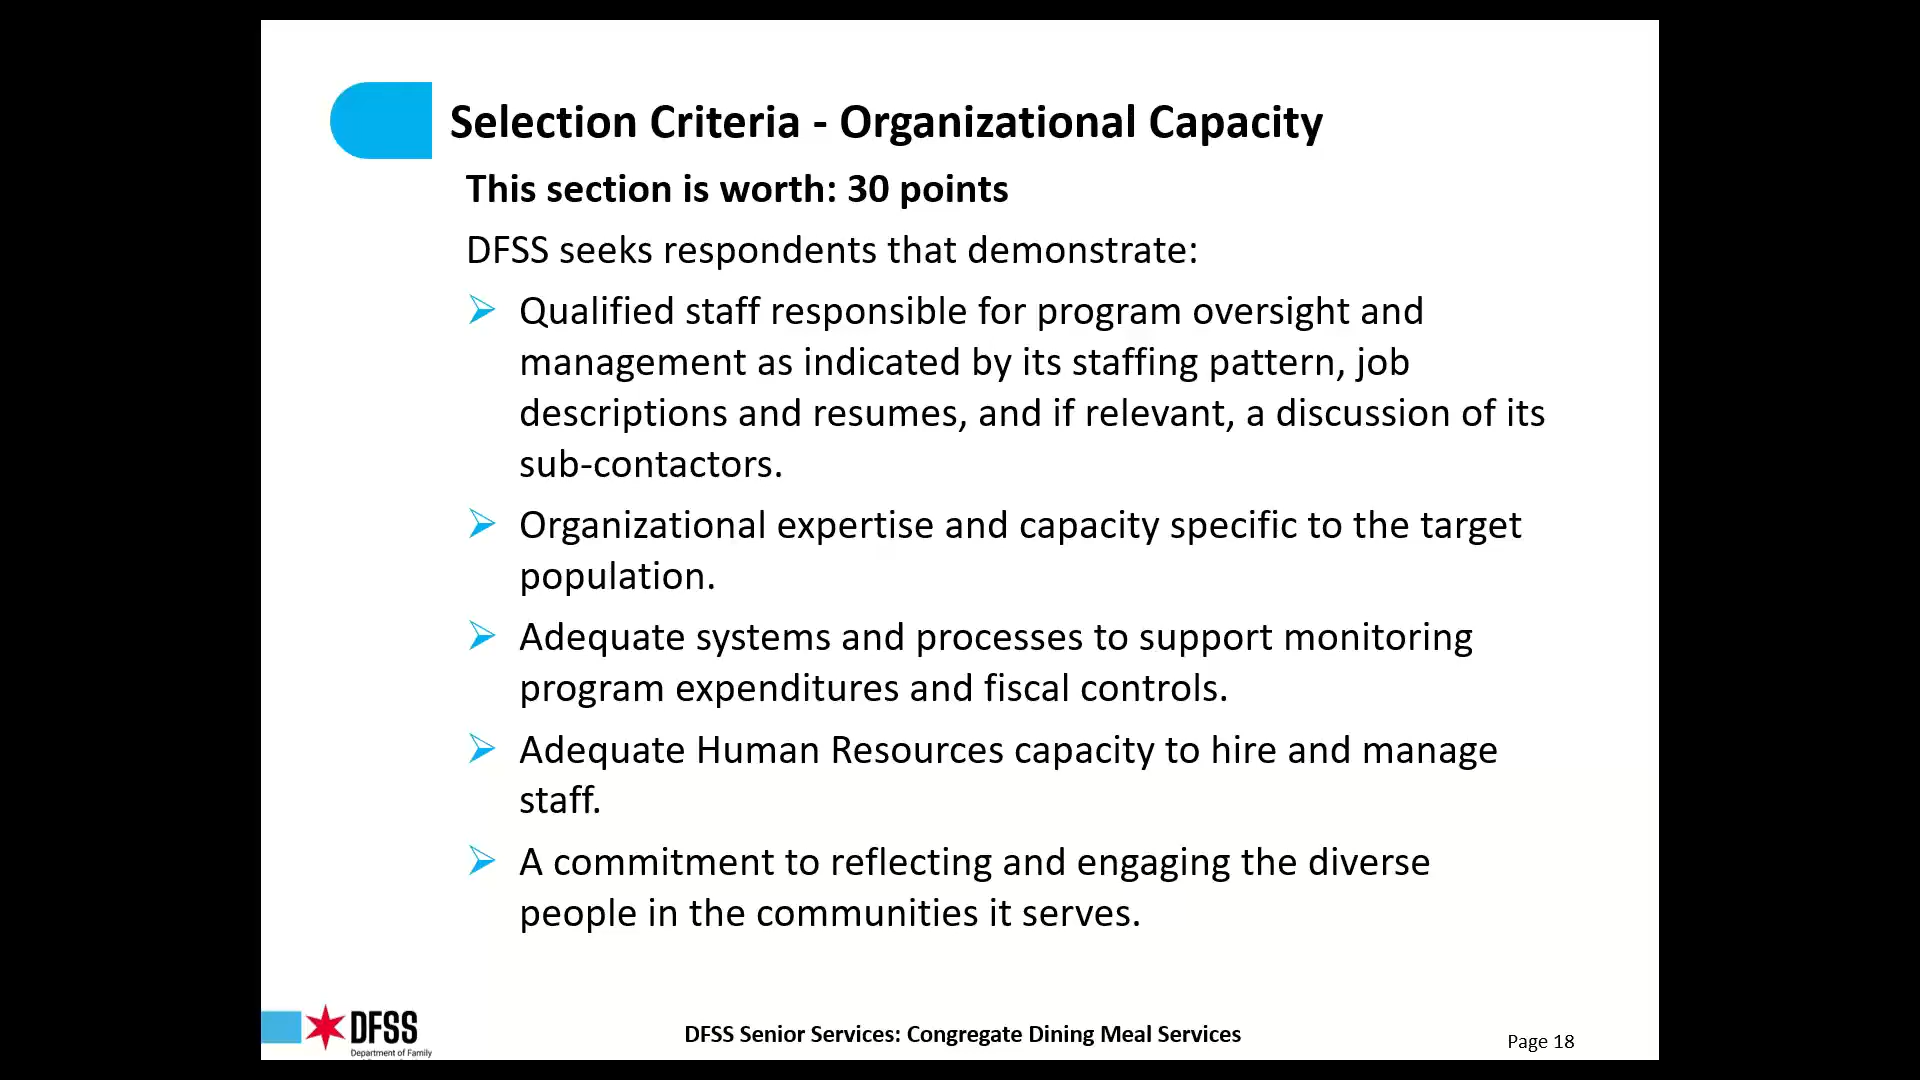 Selection Criteria - Organizational Capacity
This section is worth: 30 points
DFSS seeks respondents that demonstrate:
Qualified staff responsible for program oversight and
management as indicated by its staffing pattern, job
descriptions and resumes, and if relevant, a discussion of its
sub-contactors.
Organizational expertise and capacity specific to the target
population.
Adequate systems and processes to support monitoring
program expenditures and fiscal controls.
Adequate Human Resources capacity to hire and manage
staff.
A commitment to reflecting and engaging the diverse
people in the communities it serves.
DFSS
Department of Family
DFSS Senior Services: Congregate Dining Meal Services
Page 18